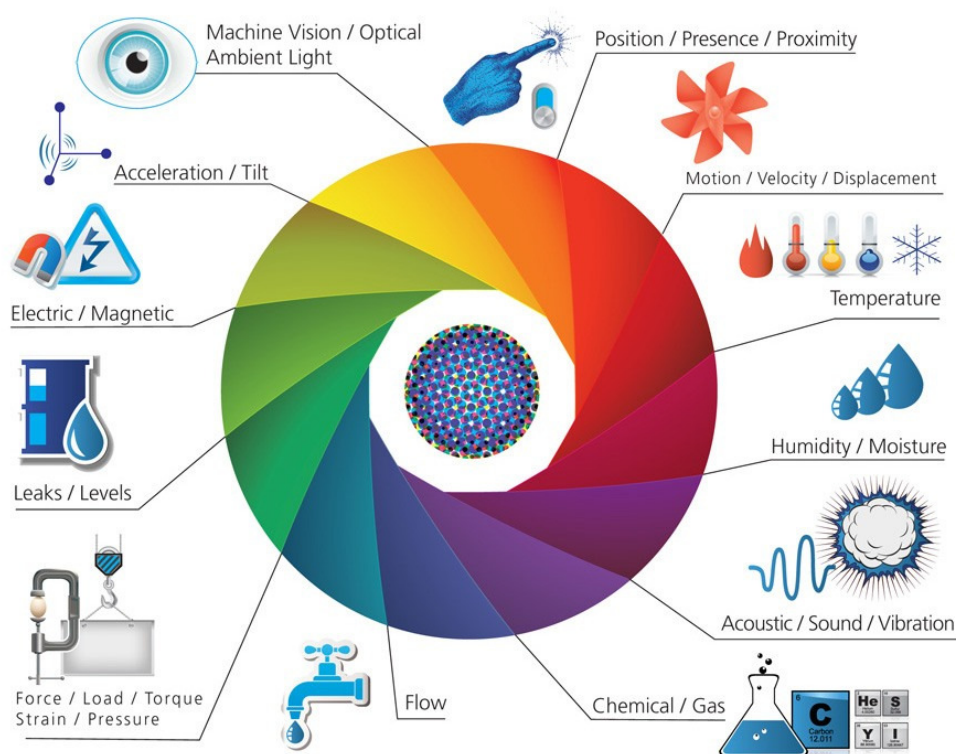 Machine Vision / Optical
Ambient Light
Position / Presence / Proximity
Acceleration / Tilt
Motion / Velocity / Displacement
Electric / Magnetic
Temperature
Leaks / Levels
Humidity / Moisture
Force / Load / Torque
Strain / Pressure
Flow
Chemical / Gas
Acoustic / Sound / Vibration
6
C
Carbon
12.011
He
S
Y
I